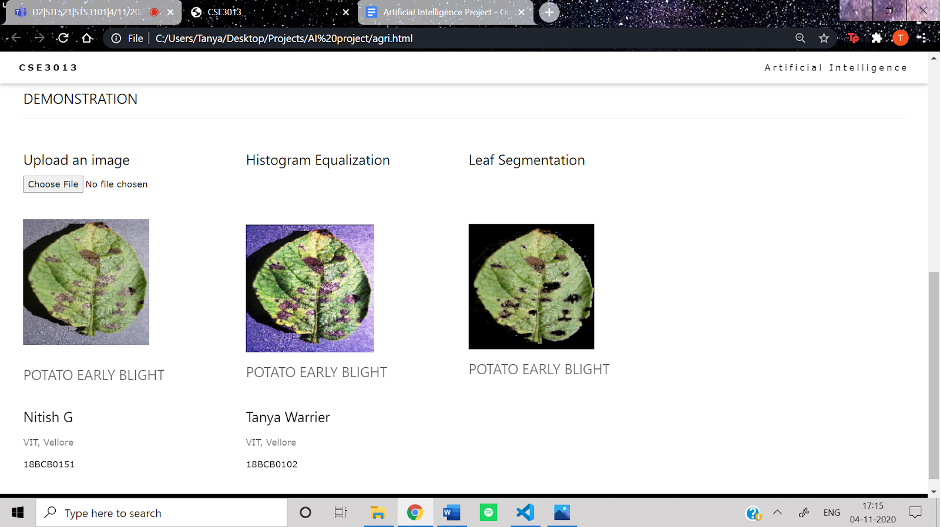 D2|SJT521|STS3101|4/11/20
CSE3013
Artificial Intelligence Project - Co
File C:/Users/Tanya/Desktop/Projects/AI%20project/agri.html
T
CSE3013
Artificial Intelligence
DEMONSTRATION
Upload an image
Histogram Equalization
Leaf Segmentation
Choose File No file chosen
POTATO EARLY BLIGHT
POTATO EARLY BLIGHT
POTATO EARLY BLIGHT
Nitish G
Tanya Warrier
VIT, Vellore
VIT, Vellore
18BCB0151
18BCB0102
Type here to search
ENG
17:15
04-11-2020